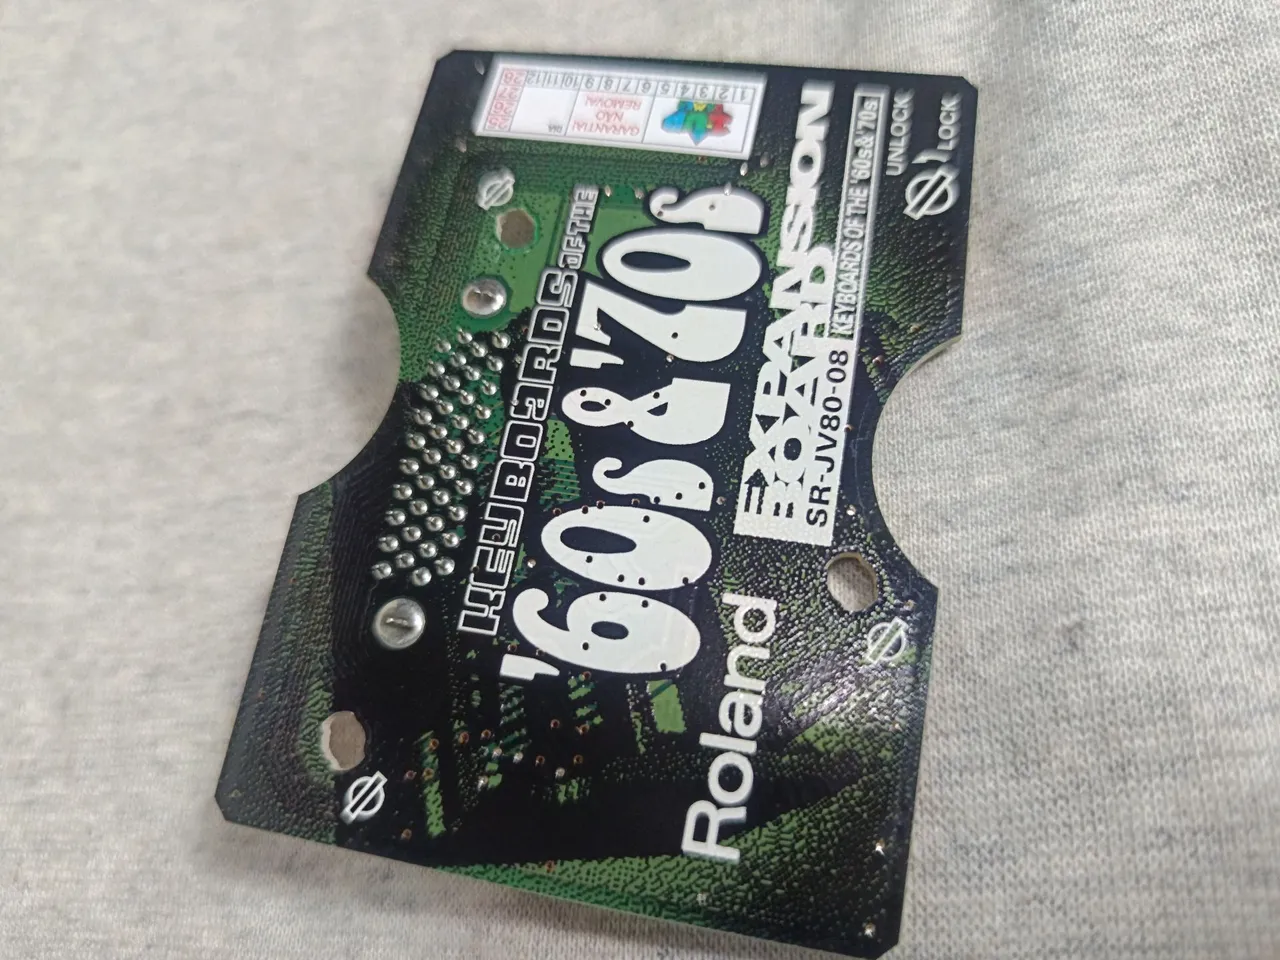 Roland
EXPANSION
BOARD
SR-JV80-08
KEYBOARDS OF THE '60s & '70s
UNLOCK
LOCK
KEYBOARDS OF THE
'60s & '70s
1 2 3 4 5 6 7 8 9 10 11 12
GARANTIA!
NÃO
REMOVA!
DIA